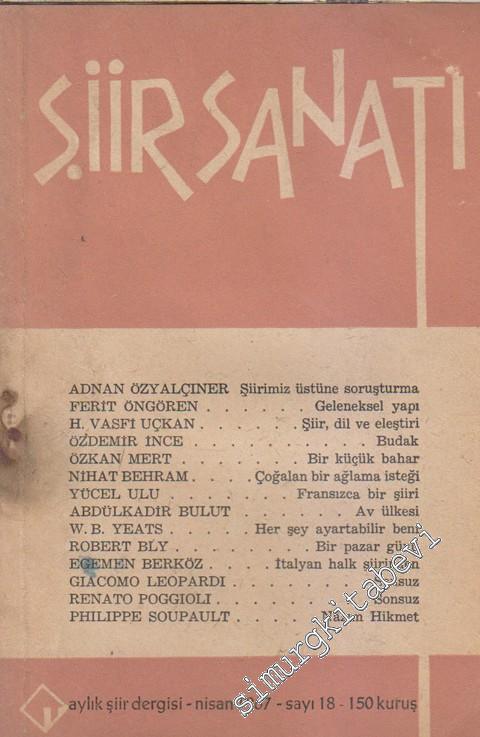 ŞİİR SANATI
ADNAN ÖZYALÇINER Şiirimiz üstüne soruşturma
FERİT ÖNGÖREN . . . . . . Geleneksel yapı
H. VASFİ UÇKAN . . . . . . Şiir, dil ve eleştiri
ÖZDEMİR İNCE . . . . . . . . . . Budak
ÖZKAN MERT . . . . . . . . Bir küçük bahar
NİHAT BEHRAM . . . . Çoğalan bir ağlama isteği
YÜCEL ULU . . . . . . . . Fransızca bir şiiri
ABDÜLKADİR BULUT . . . . . . . Av ülkesi
W. B. YEATS . . . . . Her şey ayartabilir beni
ROBERT BLY . . . . . . . . Bir pazar
EGEMEN BERKÖZ . . . . İtalyan halk
GIACOMO LEOPARDI . . . . . . . .
RENATO POGGIOLI . . . . . . . . . Sonsuz
PHILIPPE SOUPAULT . . . . . Nâzım Hikmet
aylık şiir dergisi - nisan - sayı 18 - 150 kuruş
simurgkitabevi